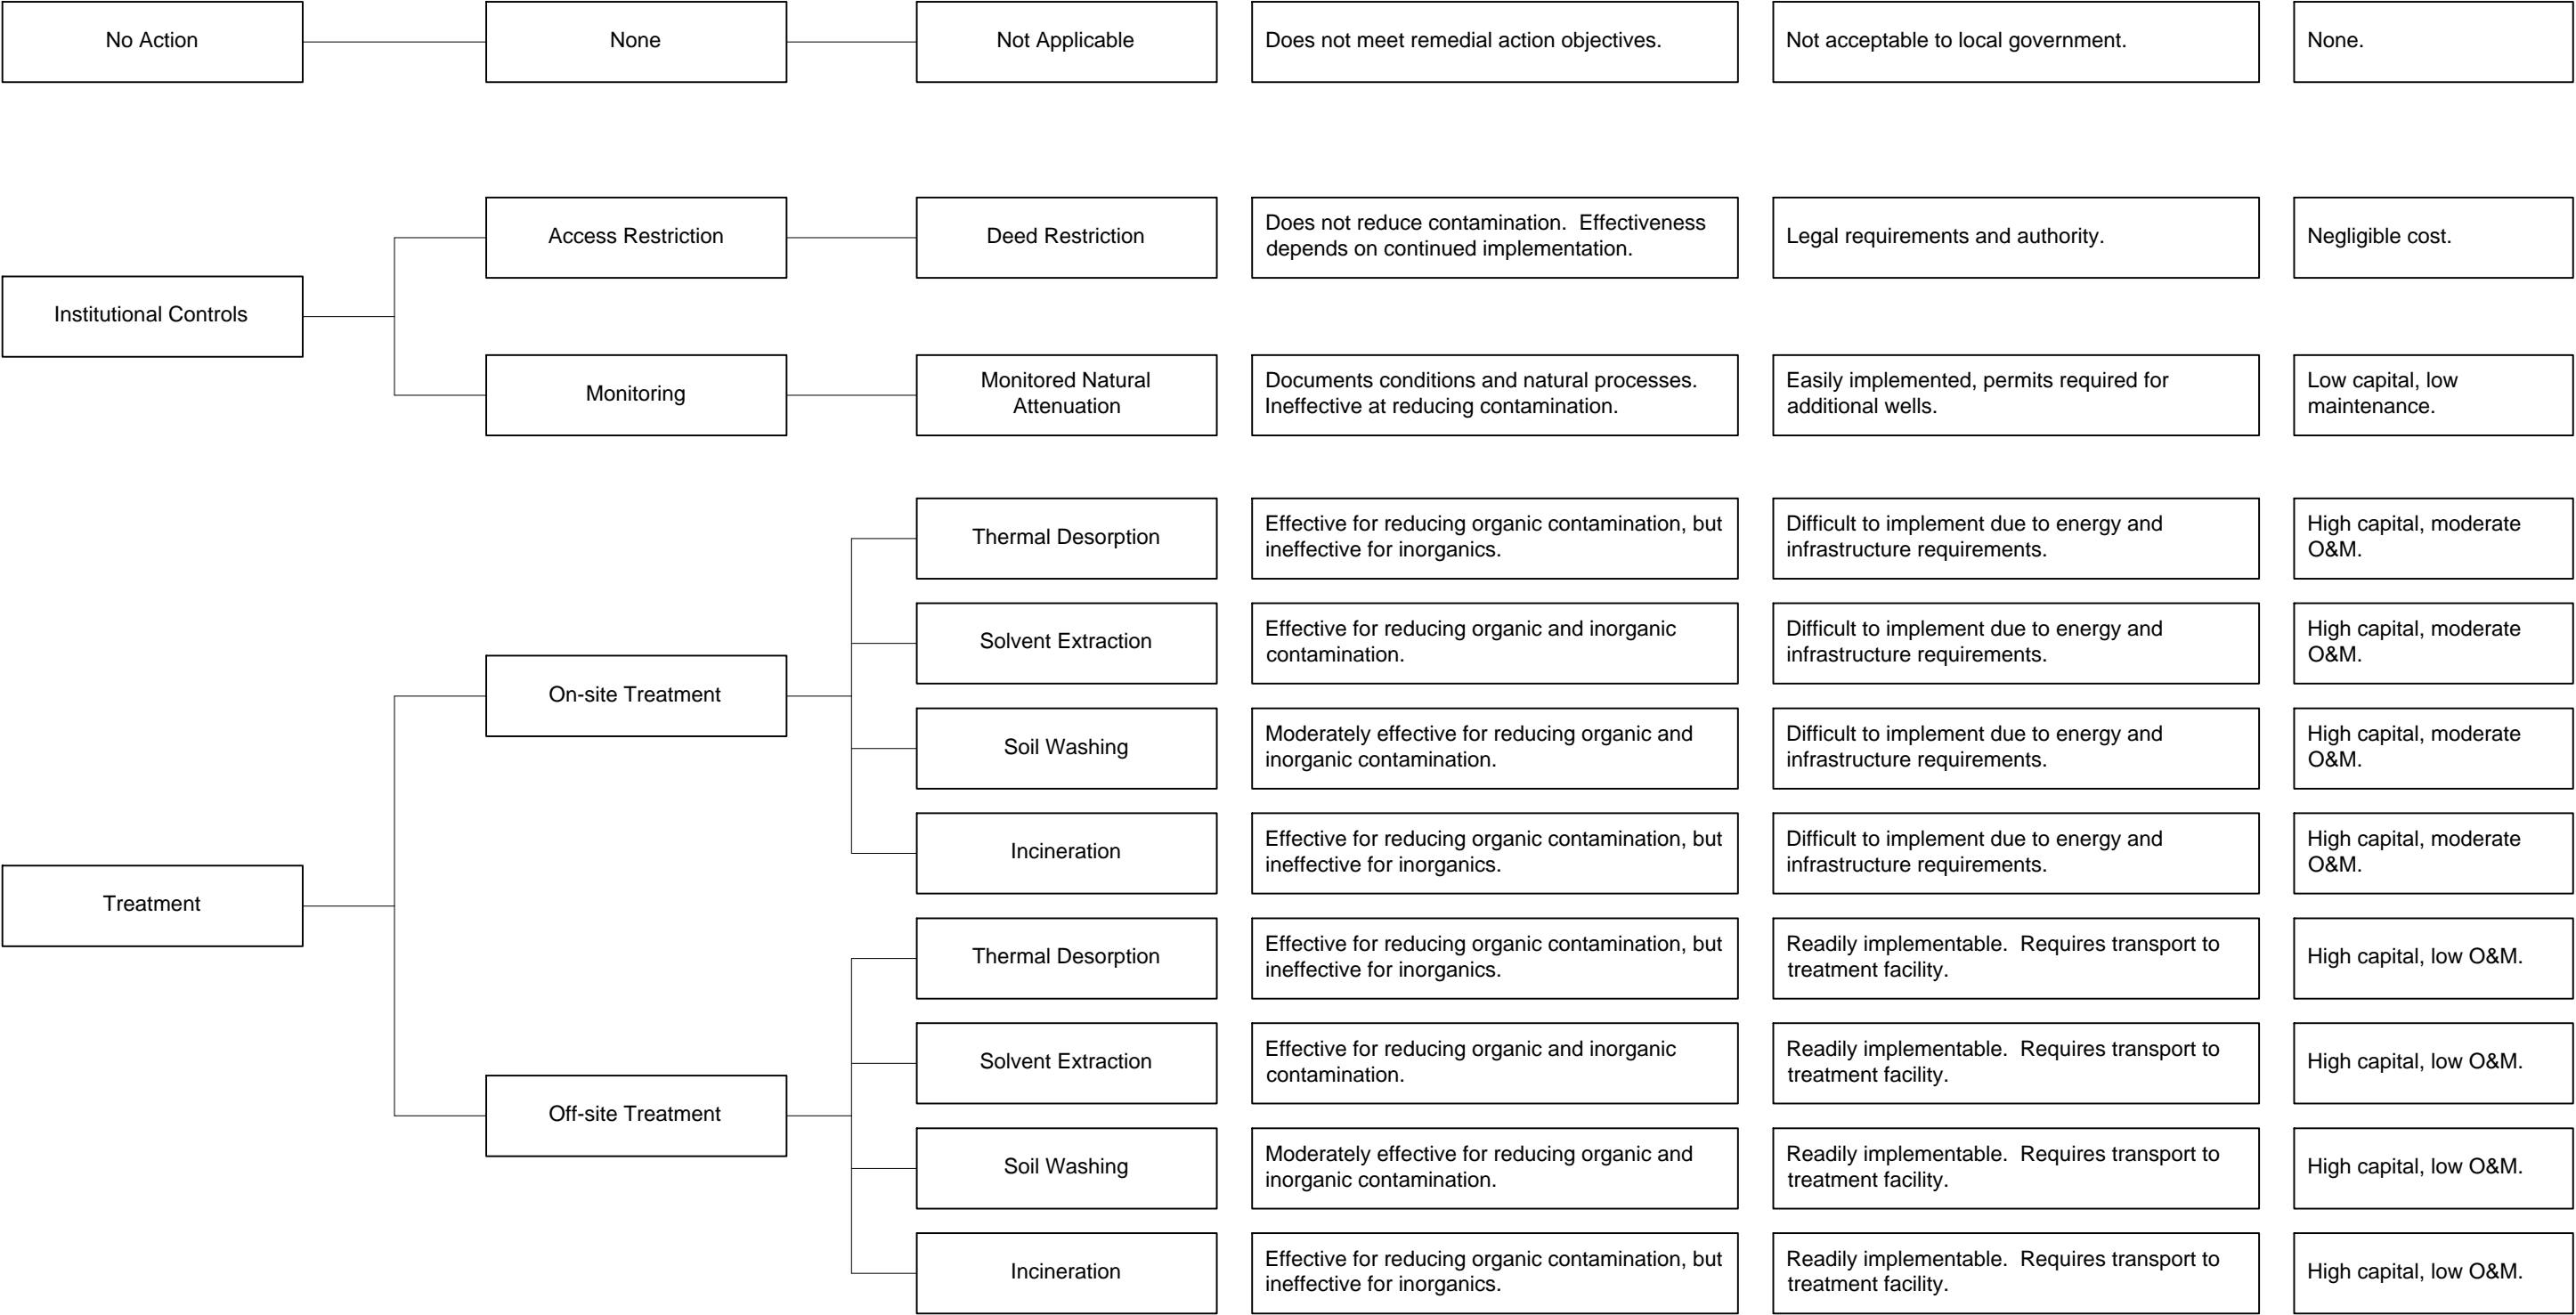 No Action
None
Not Applicable
Does not meet remedial action objectives.
Not acceptable to local government.
None.
Institutional Controls
Access Restriction
Deed Restriction
Does not reduce contamination.  Effectiveness
depends on continued implementation.
Legal requirements and authority.
Negligible cost.
Monitoring
Monitored Natural
Attenuation
Documents conditions and natural processes.
Ineffective at reducing contamination.
Easily implemented, permits required for
additional wells.
Low capital, low
maintenance.
Treatment
On-site Treatment
Thermal Desorption
Effective for reducing organic contamination, but
ineffective for inorganics.
Difficult to implement due to energy and
infrastructure requirements.
High capital, moderate
O&M.
Solvent Extraction
Effective for reducing organic and inorganic
contamination.
Difficult to implement due to energy and
infrastructure requirements.
High capital, moderate
O&M.
Soil Washing
Moderately effective for reducing organic and
inorganic contamination.
Difficult to implement due to energy and
infrastructure requirements.
High capital, moderate
O&M.
Incineration
Effective for reducing organic contamination, but
ineffective for inorganics.
Difficult to implement due to energy and
infrastructure requirements.
High capital, moderate
O&M.
Off-site Treatment
Thermal Desorption
Effective for reducing organic contamination, but
ineffective for inorganics.
Readily implementable.  Requires transport to
treatment facility.
High capital, low O&M.
Solvent Extraction
Effective for reducing organic and inorganic
contamination.
Readily implementable.  Requires transport to
treatment facility.
High capital, low O&M.
Soil Washing
Moderately effective for reducing organic and
inorganic contamination.
Readily implementable.  Requires transport to
treatment facility.
High capital, low O&M.
Incineration
Effective for reducing organic contamination, but
ineffective for inorganics.
Readily implementable.  Requires transport to
treatment facility.
High capital, low O&M.